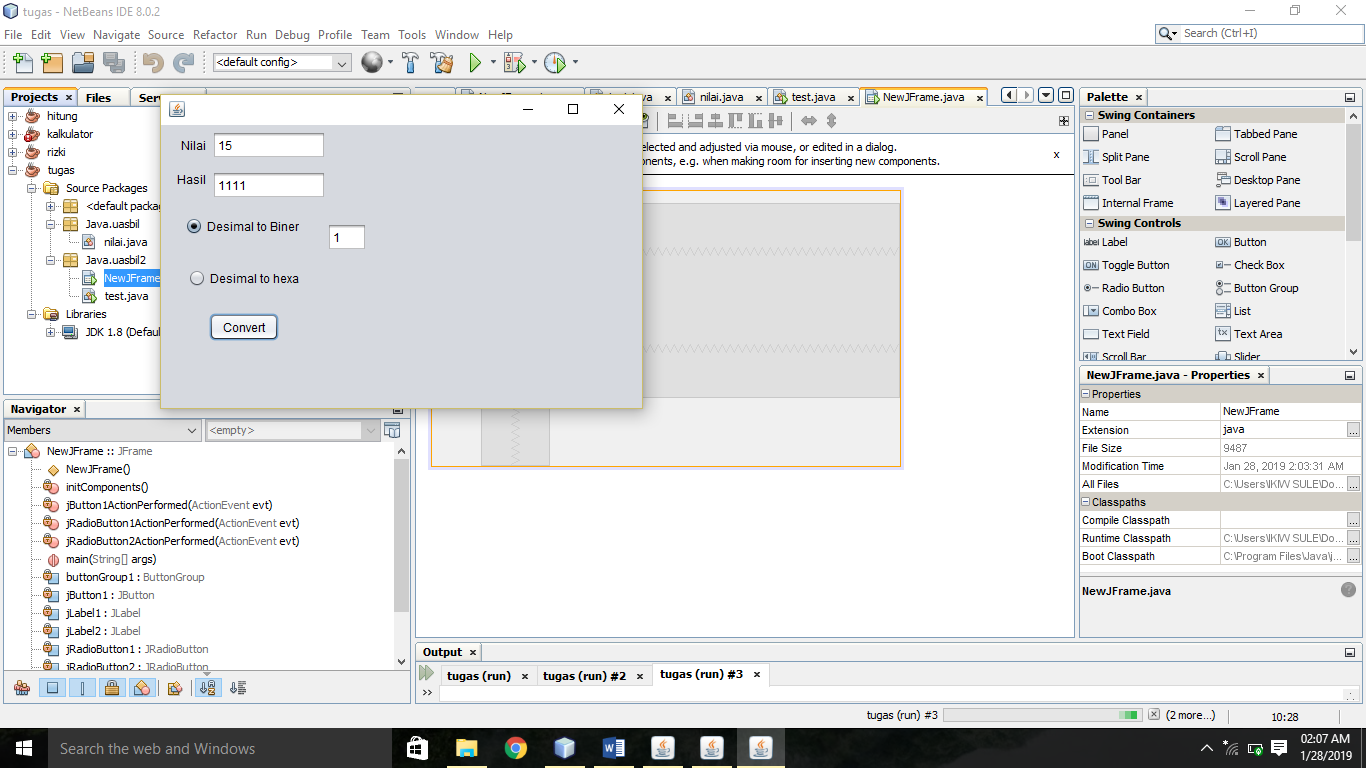 tugas - NetBeans IDE 8.0.2
File Edit View Navigate Source Refactor Run Debug Profile Team Tools Window Help
Search (Ctrl+I)
<default config>
Projects Files
hitung
kalkulator
rizki
tugas
Source Packages
Java.uasbil
nilai.java
Java.uasbil2
NewJFrame
test.java
Libraries
Nilai 15
Hasil 1111
Desimal to Biner
1
Desimal to hexa
Convert
nilai.java test.java NewJFrame.java
elected and adjusted via mouse, or edited in a dialog.
onents, e.g. when making room for inserting new components.
x
Palette
Swing Containers
Panel Tabbed Pane
Split Pane Scroll Pane
Tool Bar Desktop Pane
Internal Frame Layered Pane
Swing Controls
Label Button
Toggle Button Check Box
Radio Button Button Group
Combo Box List
Text Field Text Area
Scroll Bar Slider
NewJFrame.java - Properties
Properties
Name NewJFrame
Extension java
File Size 9487
Modification Time Jan 28, 2019 2:03:31 AM
All Files C:\Users\IKIW SULE\Do...
Classpaths
Compile Classpath
Runtime Classpath C:\Users\IKIW SULE\Do...
Boot Classpath C:\Program Files\Java\j...
NewJFrame.java
Navigator
Members <empty>
NewJFrame :: JFrame
NewJFrame()
initComponents()
jButton1ActionPerformed(ActionEvent evt)
jRadioButton1ActionPerformed(ActionEvent evt)
jRadioButton2ActionPerformed(ActionEvent evt)
main(String[] args)
buttonGroup1 : ButtonGroup
jButton1 : JButton
jLabel1 : JLabel
jLabel2 : JLabel
jRadioButton1 : JRadioButton
jRadioButton2 : JRadioButton
Output
tugas (run) tugas (run) #2 tugas (run) #3
tugas (run) #3 (2 more...) 10:28
Search the web and Windows
02:07 AM
1/28/2019